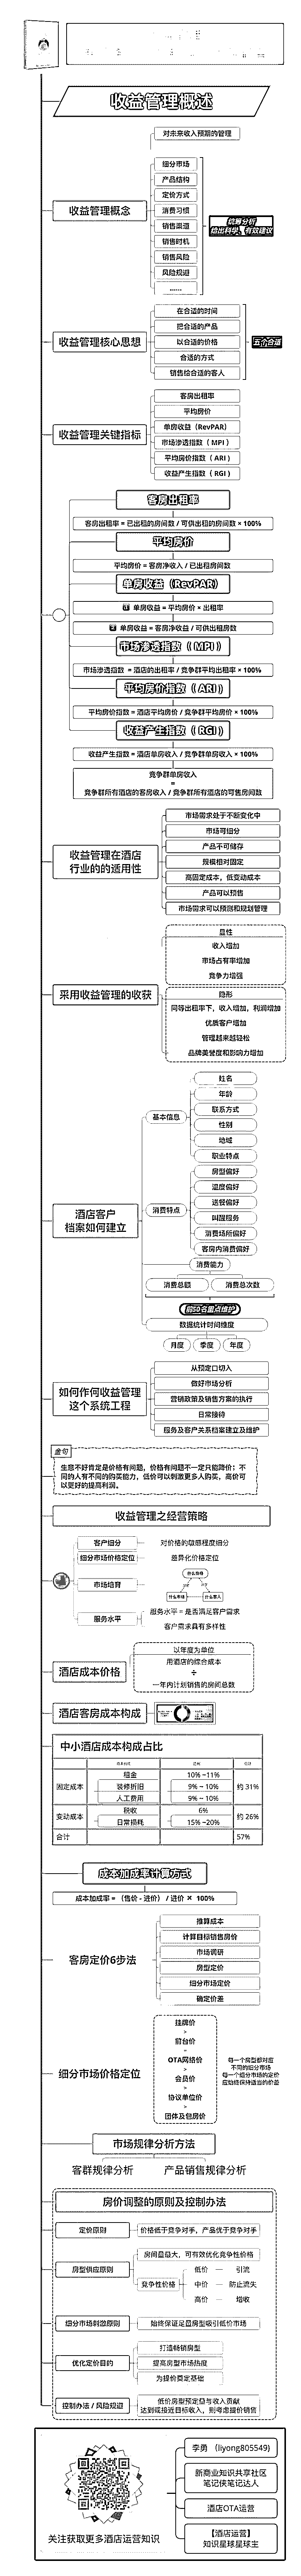 收益管理概述
对未来收入预期的管理
收益管理概念
细分市场
产品结构
定价方式
消费习惯
销售渠道
销售时机
销售风险
风险规避
......
统筹分析
给出科学、有效建议
收益管理核心思想
在合适的时间
把合适的产品
以合适的价格
合适的方式
销售给合适的客人
五个合适
收益管理关键指标
客房出租率
平均房价
单房收益（RevPAR）
市场渗透指数（MPI）
平均房价指数（ARI）
收益产生指数（RGI）
客房出租率
客房出租率 = 已出租的房间数 / 可供出租的房间数 × 100%
平均房价
平均房价 = 客房净收入 / 已出租房间数
单房收益（RevPAR）
单房收益 = 平均房价 × 出租率
单房收益 = 客房净收益 / 可供出租房数
市场渗透指数（MPI）
市场渗透指数 = 酒店的出租率 / 竞争群平均出租率 × 100%
平均房价指数（ARI）
平均房价指数 = 酒店平均房价 / 竞争群平均房价 × 100%
收益产生指数（RGI）
收益产生指数 = 酒店单房收入 / 竞争群单房收入 × 100%
竞争群单房收入
=
竞争群所有酒店的客房收入 / 竞争群所有酒店的可售房间数
收益管理在酒店
行业的的适用性
市场需求处于不断变化中
市场可细分
产品不可储存
规模相对固定
高固定成本，低变动成本
产品可以预售
市场需求可以预测和规划管理
采用收益管理的收获
显性
收入增加
市场占有率增加
竞争力增强
隐形
同等出租率下，收入增加，利润增加
优质客户增加
管理越来越轻松
品牌美誉度和影响力增加
酒店客户
档案如何建立
基本信息
姓名
年龄
联系方式
性别
地域
职业特点
消费特点
房型偏好
温度偏好
送餐偏好
叫醒服务
消费场所偏好
客房内消费偏好
消费能力
消费总额
消费总次数
前50名重点维护
数据统计时间维度
月度
季度
年度
如何作何收益管理
这个系统工程
从预定口切入
做好市场分析
营销政策及销售方案的执行
日常接待
服务及客户关系档案建立及维护
金句
生意不好肯定是价格有问题，价格有问题不一定只能降价；不
同的人有不同的购买能力，低价可以刺激更多人购买，高价可
以更好的提高利润。
收益管理之经营策略
客户细分
对价格的敏感程度细分
细分市场价格定位
差异化价格定位
市场培育
什么价格
什么市场
什么客人
服务水平
服务水平 = 是否满足客户需求
客户需求具有多样性
酒店成本价格
以年度为单位
用酒店的综合成本
÷
一年内计划销售的房间总数
酒店客房成本构成
中小酒店成本构成占比
固定成本
租金
10% ~11%
装修折旧
9% ~ 10%
人工费用
9% ~ 10%
约 31%
变动成本
税收
6%
日常损耗
15% ~20%
约 26%
合计
57%
成本加成率计算方式
成本加成率 =（售价 - 进价）/ 进价 × 100%
客房定价6步法
推算成本
计算目标销售房价
市场调研
房型定价
细分市场定价
确定价差
细分市场价格定位
挂牌价
>
前台价
=
OTA网络价
>
会员价
>
协议单位价
>
团体及包房价
每一个房型都对应
不同的细分市场
每一个细分市场的定价
应始终保持适当的价差
市场规律分析方法
客群规律分析
产品销售规律分析
房价调整的原则及控制办法
定价原则
价格低于竞争对手，产品优于竞争对手
房型供应原则
房间量越大，可有效优化竞争性价格
竞争性价格
低价
引流
中价
防止流失
高价
增收
细分市场刺激原则
始终保证足量房型吸引低价市场
优化定价目的
打造畅销房型
提高房型市场热度
为提价奠定基础
控制办法 / 风险规避
低价房型预定量与收入贡献
达到或接近目标收入，则考虑提价销售
关注获取更多酒店运营知识
李勇 （liyong805549）
新商业知识共享社区
笔记侠笔记达人
酒店OTA运营
【酒店运营】
知识星球星球主